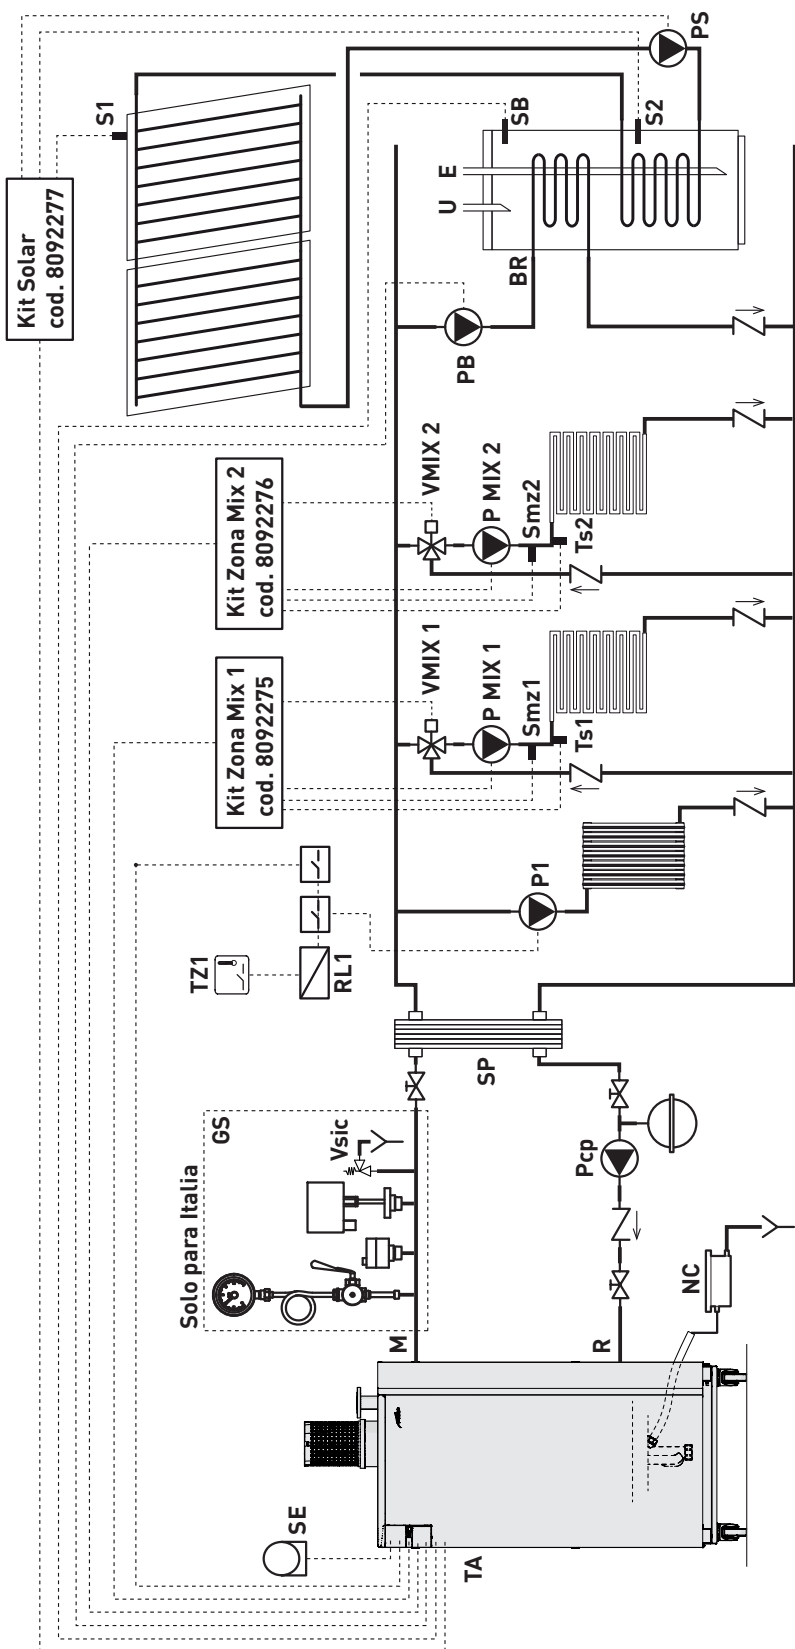 Kit Solar
cod. 8092277
S1
PS
U
E
SB
S2
BR
PB
Kit Zona Mix 2
cod. 8092276
VMIX 2
P MIX 2
Smz2
Ts2
Kit Zona Mix 1
cod. 8092275
VMIX 1
P MIX 1
Smz1
Ts1
TZ1
RL1
P1
SP
Solo para Italia
GS
Vsic
Pcp
M
R
NC
SE
TA